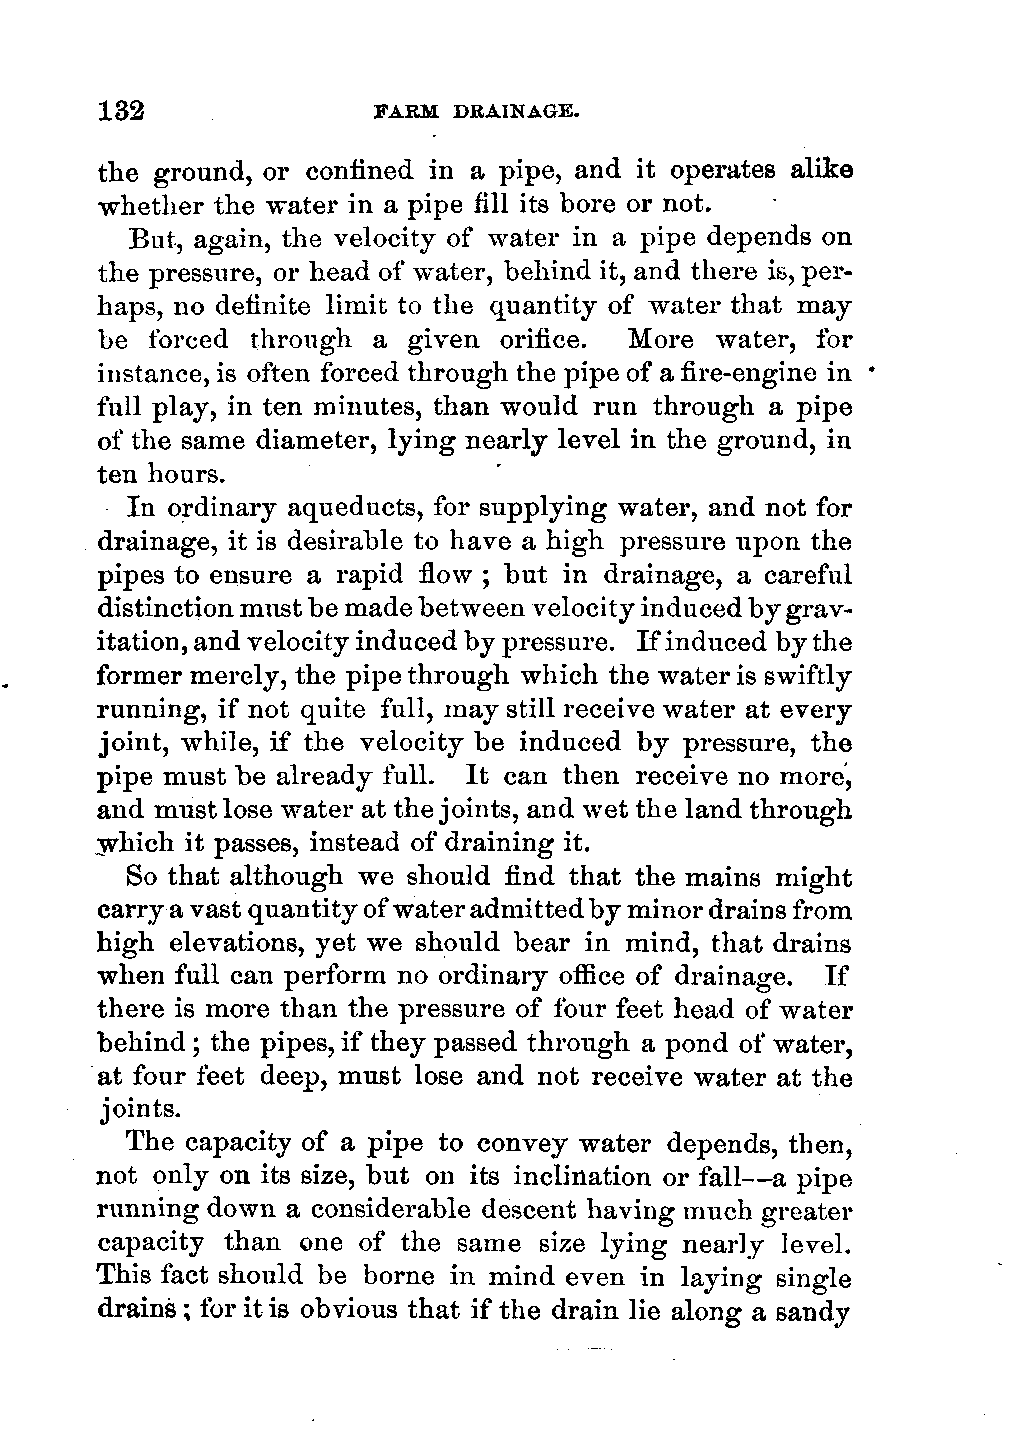 132 FARM DRAINAGE.
the ground, or confined in a pipe, and it operates alike
whether the water in a pipe fill its bore or not.
But, again, the velocity of water in a pipe depends on
the pressure, or head of water, behind it, and there is, per-
haps, no definite limit to the quantity of water that may
be forced through a given orifice. More water, for
instance, is often forced through the pipe of a fire-engine in
full play, in ten minutes, than would run through a pipe
of the same diameter, lying nearly level in the ground, in
ten hours.
In ordinary aqueducts, for supplying water, and not for
drainage, it is desirable to have a high pressure upon the
pipes to ensure a rapid flow ; but in drainage, a careful
distinction must be made between velocity induced by grav-
itation, and velocity induced by pressure. If induced by the
former merely, the pipe through which the water is swiftly
running, if not quite full, may still receive water at every
joint, while, if the velocity be induced by pressure, the
pipe must be already full. It can then receive no more,
and must lose water at the joints, and wet the land through
which it passes, instead of draining it.
So that although we should find that the mains might
carry a vast quantity of water admitted by minor drains from
high elevations, yet we should bear in mind, that drains
when full can perform no ordinary office of drainage. If
there is more than the pressure of four feet head of water
behind ; the pipes, if they passed through a pond of water,
at four feet deep, must lose and not receive water at the
joints.
The capacity of a pipe to convey water depends, then,
not only on its size, but on its inclination or fall--a pipe
running down a considerable descent having much greater
capacity than one of the same size lying nearly level.
This fact should be borne in mind even in laying single
drains ; for it is obvious that if the drain lie along a sandy